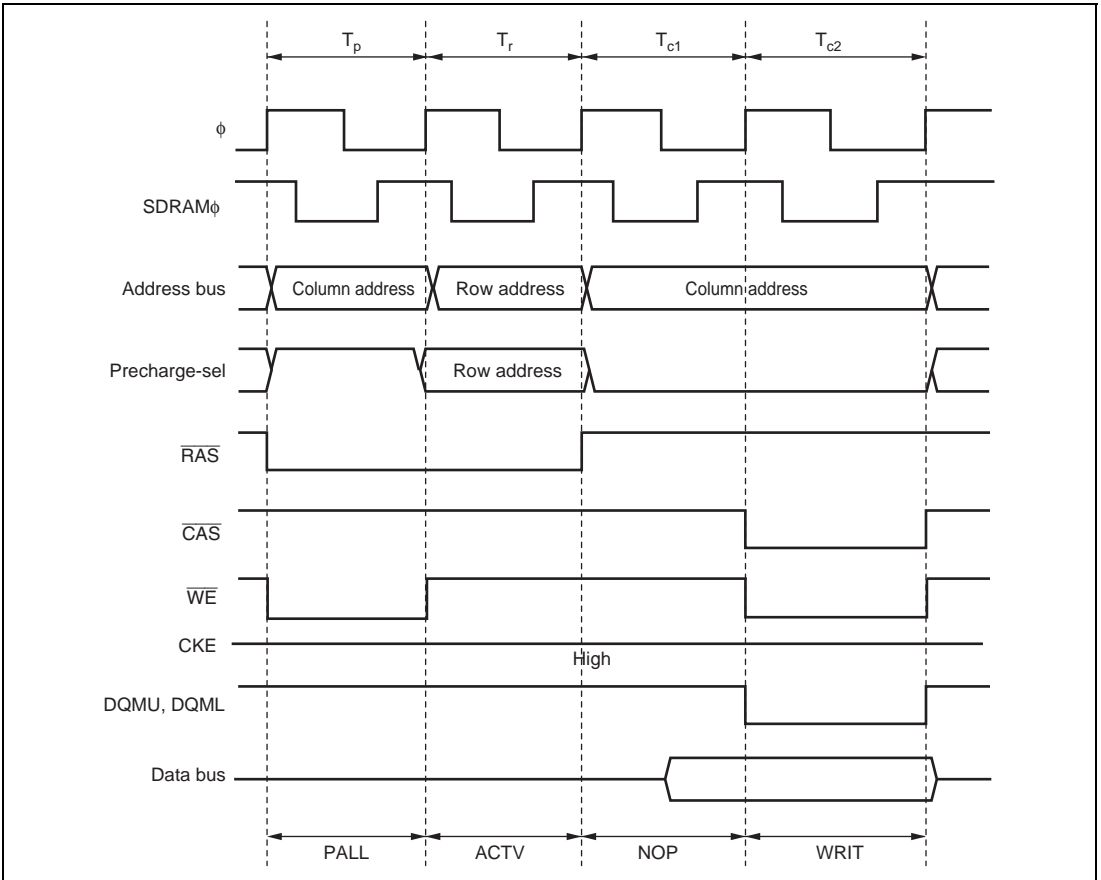 Tp Tr Tc1 Tc2
ϕ
SDRAMϕ
Address bus Column address Row address Column address
Precharge-sel Row address
RAS
CAS
WE
CKE
High
DQMU, DQML
Data bus
PALL ACTV NOP WRIT